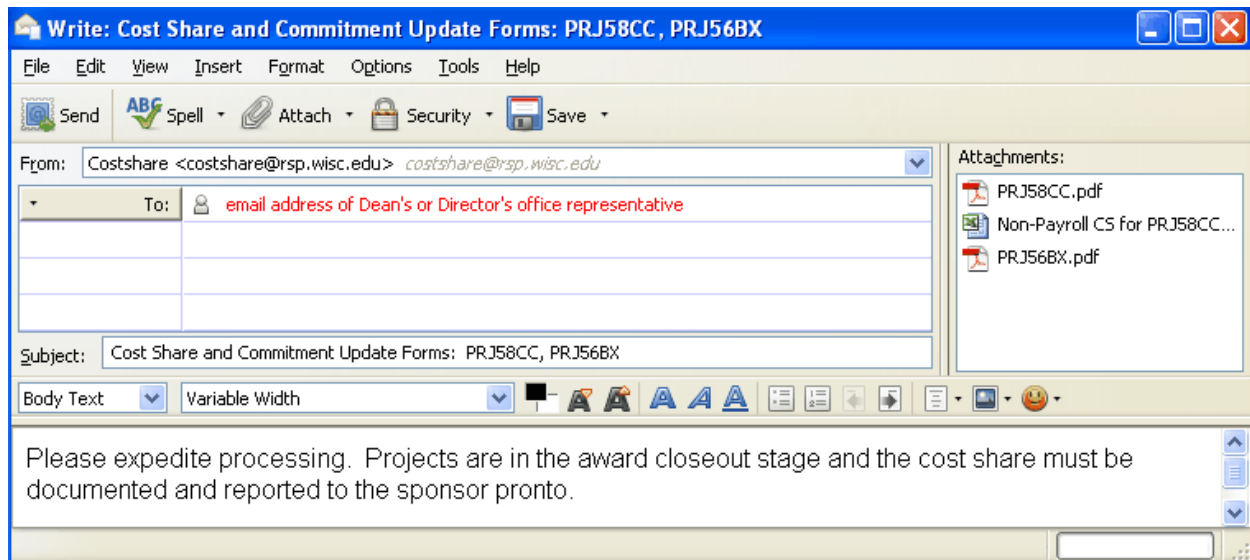 Write: Cost Share and Commitment Update Forms: PRJ58CC, PRJ56BX
File Edit View Insert Format Options Tools Help
Send ABC Spell Attach Security Save
From: Costshare <costshare@rsp.wisc.edu> costshare@rsp.wisc.edu
To: email address of Dean's or Director's office representative
Attachments:
PRJ58CC.pdf
Non-Payroll CS for PRJ58CC...
PRJ56BX.pdf
Subject: Cost Share and Commitment Update Forms: PRJ58CC, PRJ56BX
Body Text Variable Width
Please expedite processing. Projects are in the award closeout stage and the cost share must be
documented and reported to the sponsor pronto.